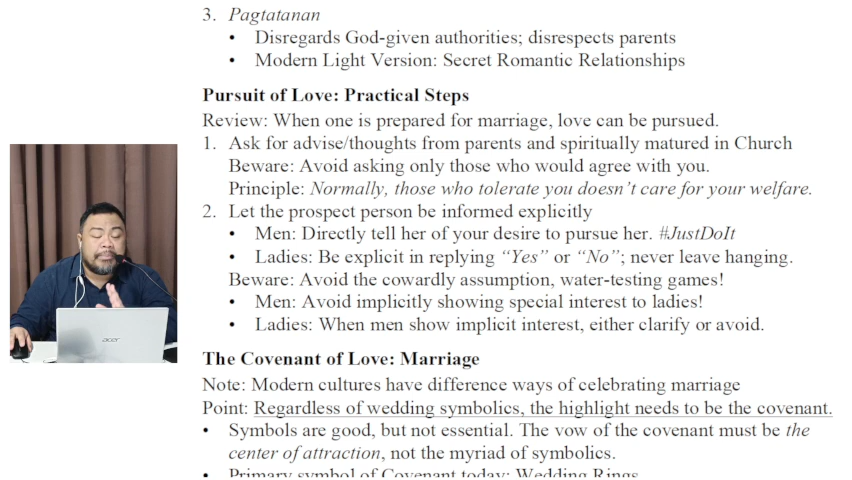 3. Pagtatanan
• Disregards God-given authorities; disrespects parents
• Modern Light Version: Secret Romantic Relationships
Pursuit of Love: Practical Steps
Review: When one is prepared for marriage, love can be pursued.
1. Ask for advise/thoughts from parents and spiritually matured in Church
Beware: Avoid asking only those who would agree with you.
Principle: Normally, those who tolerate you doesn't care for your welfare.
2. Let the prospect person be informed explicitly
• Men: Directly tell her of your desire to pursue her. #JustDoIt
• Ladies: Be explicit in replying “Yes” or “No”; never leave hanging.
Beware: Avoid the cowardly assumption, water-testing games!
• Men: Avoid implicitly showing special interest to ladies!
• Ladies: When men show implicit interest, either clarify or avoid.
The Covenant of Love: Marriage
Note: Modern cultures have difference ways of celebrating marriage
Point: Regardless of wedding symbolics, the highlight needs to be the covenant.
• Symbols are good, but not essential. The vow of the covenant must be the
center of attraction, not the myriad of symbolics.
• Primary symbol of Covenant today: Wedding Rings
acer